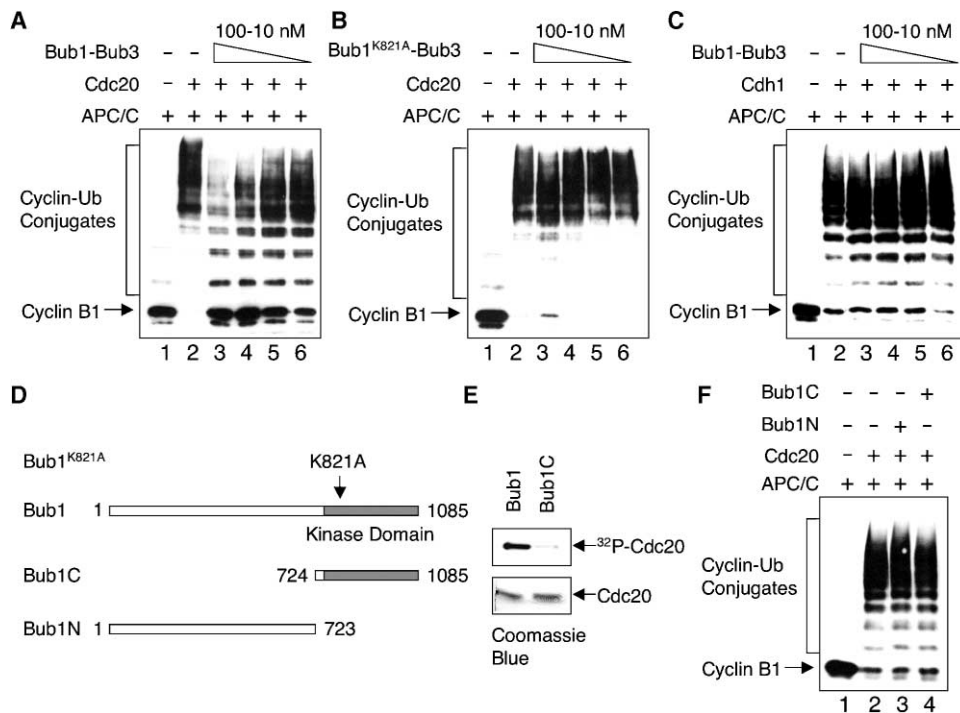 A
100-10 nM
Bub1-Bub3 – –
Cdc20 – + + + + +
APC/C + + + + + +
Cyclin-Ub
Conjugates
Cyclin B1
1 2 3 4 5 6
B
100-10 nM
Bub1K821A-Bub3 – –
Cdc20 – + + + + +
APC/C + + + + + +
Cyclin-Ub
Conjugates
Cyclin B1
1 2 3 4 5 6
C
100-10 nM
Bub1-Bub3 – –
Cdh1 – + + + + +
APC/C + + + + + +
Cyclin-Ub
Conjugates
Cyclin B1
1 2 3 4 5 6
D
Bub1K821A K821A
Bub1 1 1085
Kinase Domain
Bub1C 724 1085
Bub1N 1 723
E
Bub1 Bub1C
32P-Cdc20
Cdc20
Coomassie
Blue
F
Bub1C – – – +
Bub1N – – + –
Cdc20 – + + +
APC/C + + + +
Cyclin-Ub
Conjugates
Cyclin B1
1 2 3 4